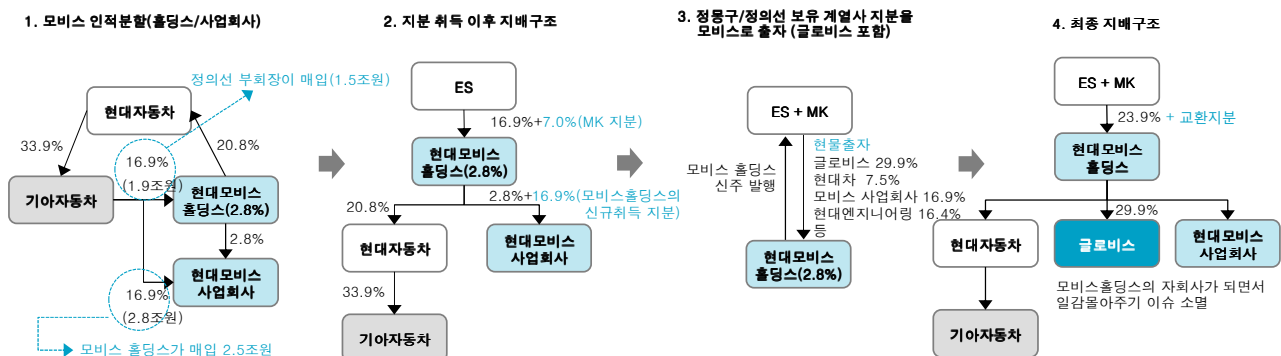 1. 모비스 인적분할(홀딩스/사업회사)
정의선 부회장이 매입(1.5조원)
현대자동차
33.9%
20.8%
16.9%
(1.9조원)
기아자동차
현대모비스
홀딩스(2.8%)
2.8%
현대모비스
사업회사
16.9%
(2.8조원)
모비스 홀딩스가 매입 2.5조원
2. 지분 취득 이후 지배구조
ES
16.9%+7.0%(MK 지분)
현대모비스
홀딩스(2.8%)
2.8%+16.9%(모비스홀딩스의
신규취득 지분)
20.8%
현대자동차
현대모비스
사업회사
33.9%
기아자동차
3. 정몽구/정의선 보유 계열사 지분을
모비스로 출자 (글로비스 포함)
ES + MK
현물출자
모비스 홀딩스
신주 발행
글로비스 29.9%
현대차 7.5%
모비스 사업회사 16.9%
현대엔지니어링 16.4%
등
현대모비스
홀딩스(2.8%)
4. 최종 지배구조
ES + MK
23.9% + 교환지분
현대모비스
홀딩스
29.9%
현대자동차
글로비스
현대모비스
사업회사
모비스홀딩스의 자회사가 되면서
일감몰아주기 이슈 소멸
기아자동차